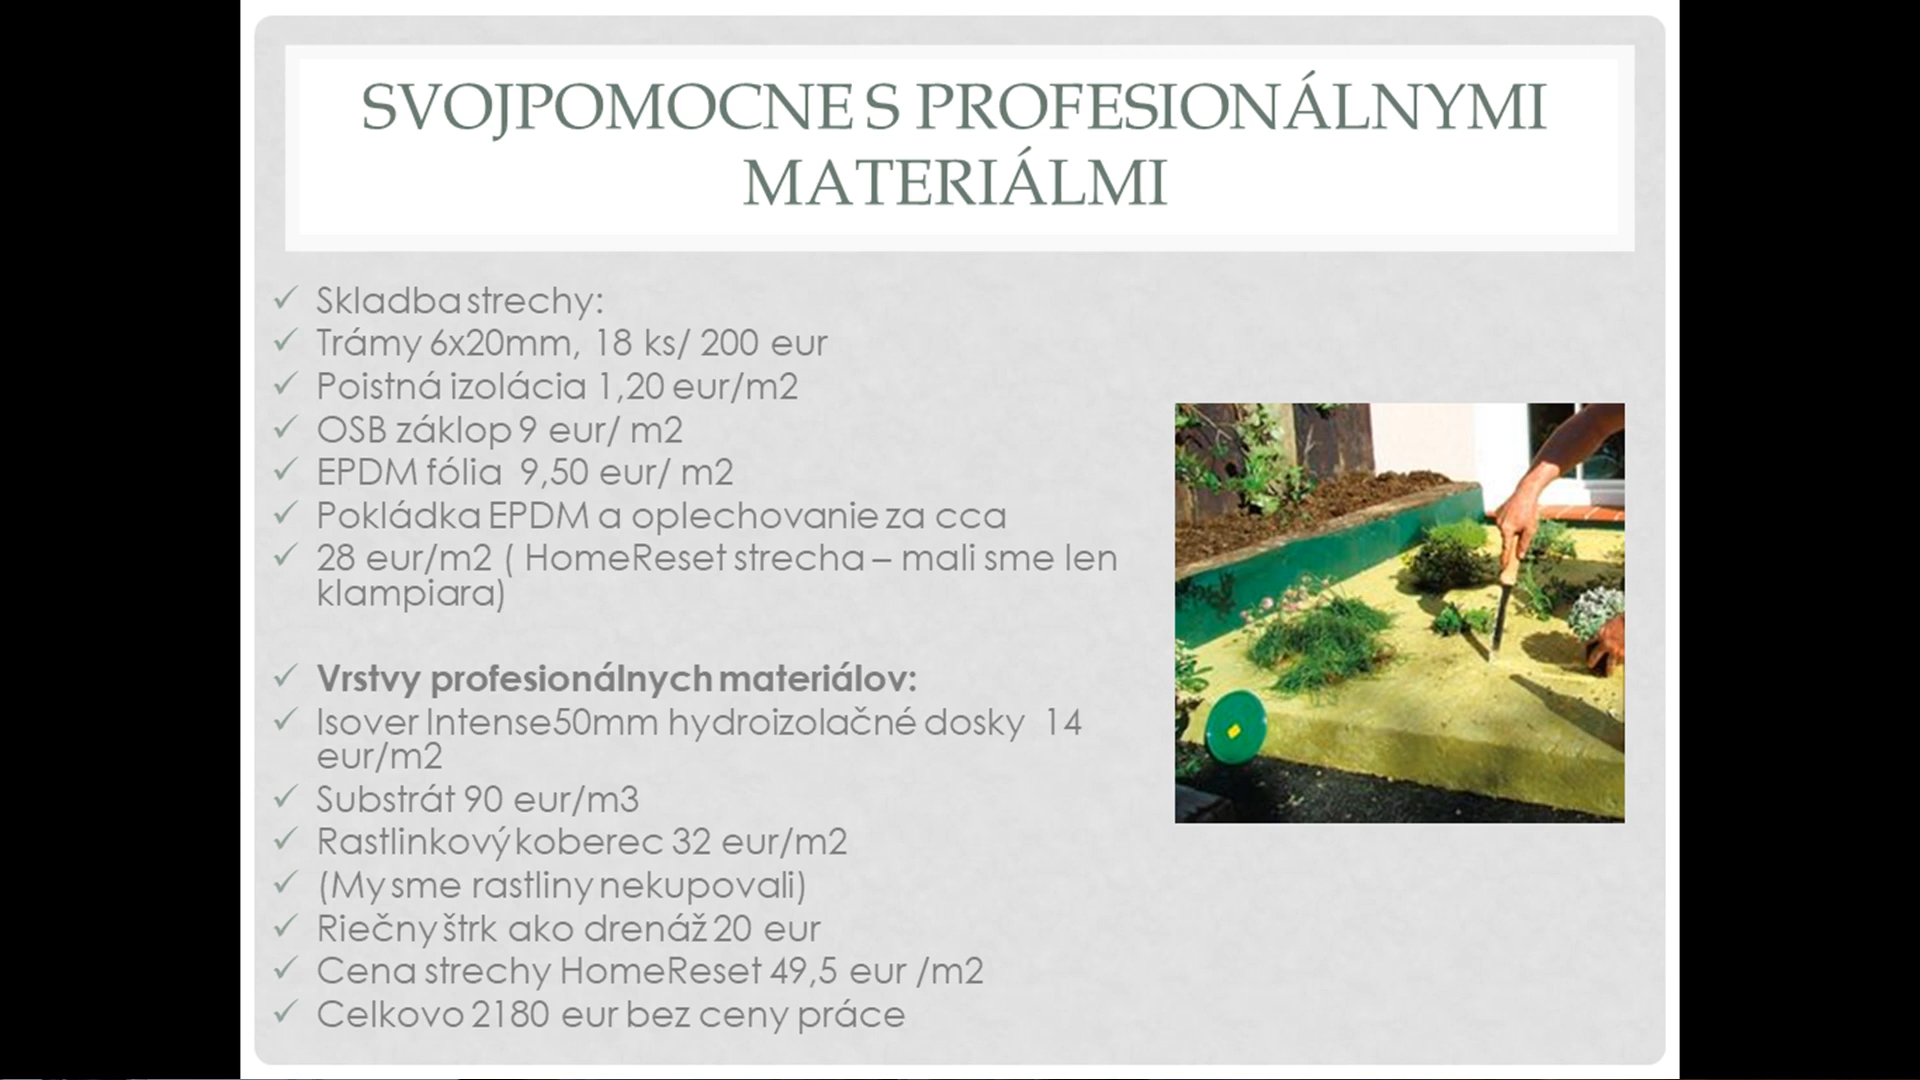 SVOJPOMOCNE S PROFESIONÁLNYMI
MATERIÁLMI
Skladba strechy:
Trámy 6x20mm, 18 ks/ 200 eur
Poistná izolácia 1,20 eur/m2
OSB záklop 9 eur/ m2
EPDM fólia 9,50 eur/ m2
Pokládka EPDM a oplechovanie za cca
28 eur/m2 ( HomeReset strecha – mali sme len
klampiara)
Vrstvy profesionálnych materiálov:
Isover Intense50mm hydroizolačné dosky 14
eur/m2
Substrát 90 eur/m3
Rastlinkový koberec 32 eur/m2
(My sme rastliny nekupovali)
Riečny štrk ako drenáž 20 eur
Cena strechy HomeReset 49,5 eur /m2
Celkovo 2180 eur bez ceny práce